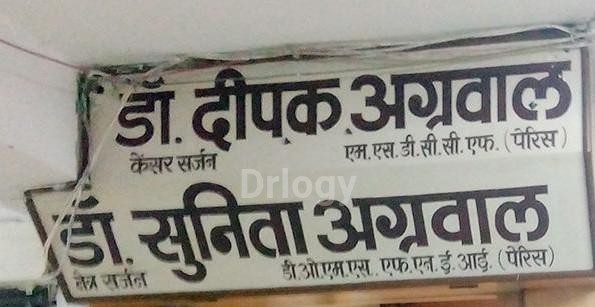 डॉ. दीपक अग्रवाल
केंसर सर्जन एम.एस.डी.सी.सी.एफ. (पेरिस)
Drlogy
डॉ. सुनिता अग्रवाल
नेत्र सर्जन डी.ओ.एम.एस. एफ.एन.ई.आई. (पेरिस)